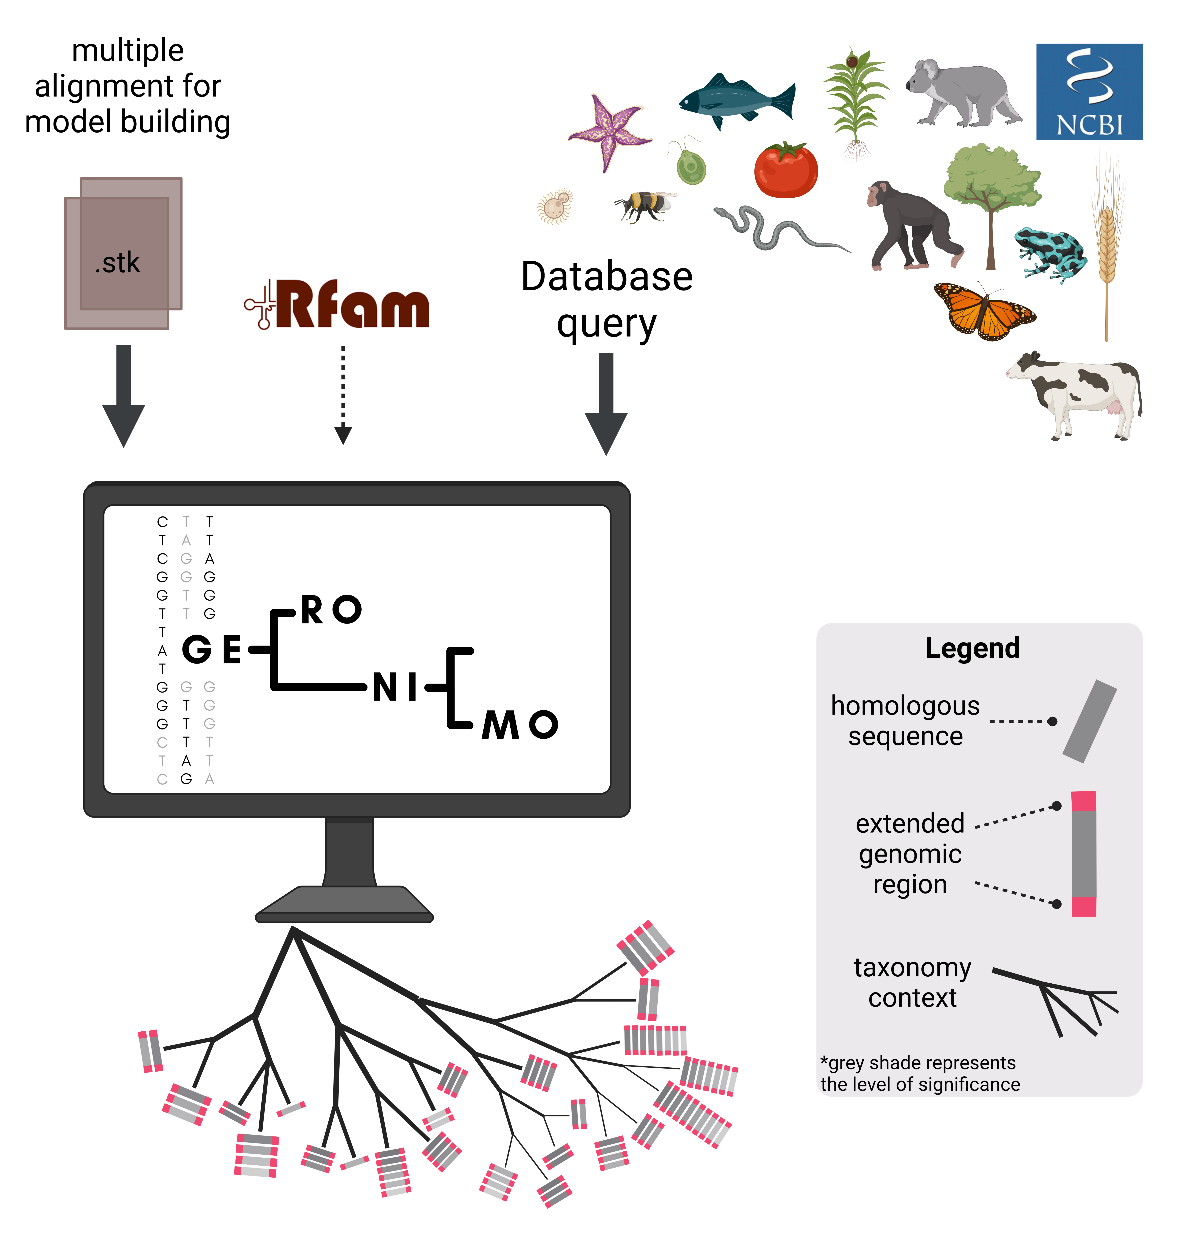 multiple
alignment for
model building
.stk
Rfam
Database
query
NCBI
C T T
T A T
C G A
G G G
G T G
T T G
T
A
T
G G G
G T G
G T G
C T T
T A T
C G A
GE
RO
NI
MO
Legend
homologous
sequence
extended
genomic
region
taxonomy
context
*grey shade represents
the level of significance